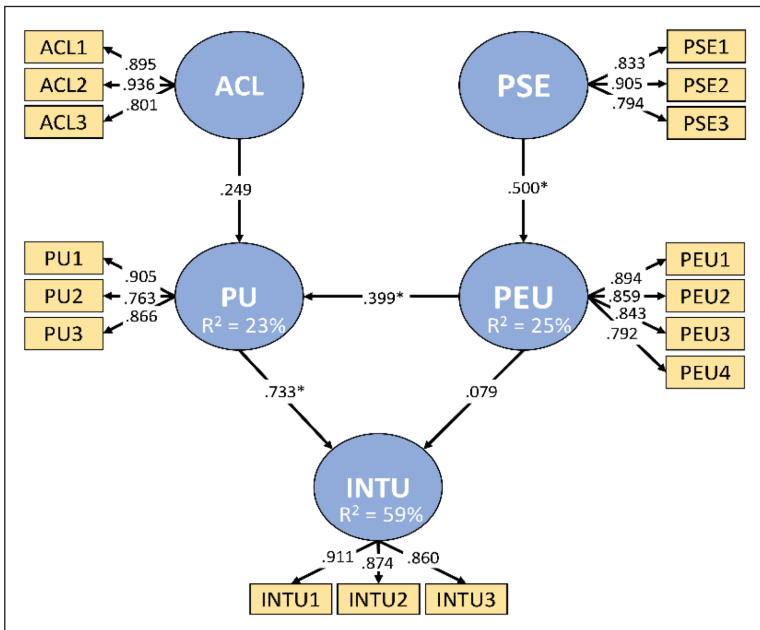 ACL1
ACL2
ACL3
.895
.936
.801
ACL
PSE
.833
.905
.794
PSE1
PSE2
PSE3
.249
.500*
PU1
PU2
PU3
.905
.763
.866
PU
R² = 23%
.399*
PEU
R² = 25%
.894
.859
.843
.792
PEU1
PEU2
PEU3
PEU4
.733*
.079
INTU
R² = 59%
.911
.874
.860
INTU1
INTU2
INTU3